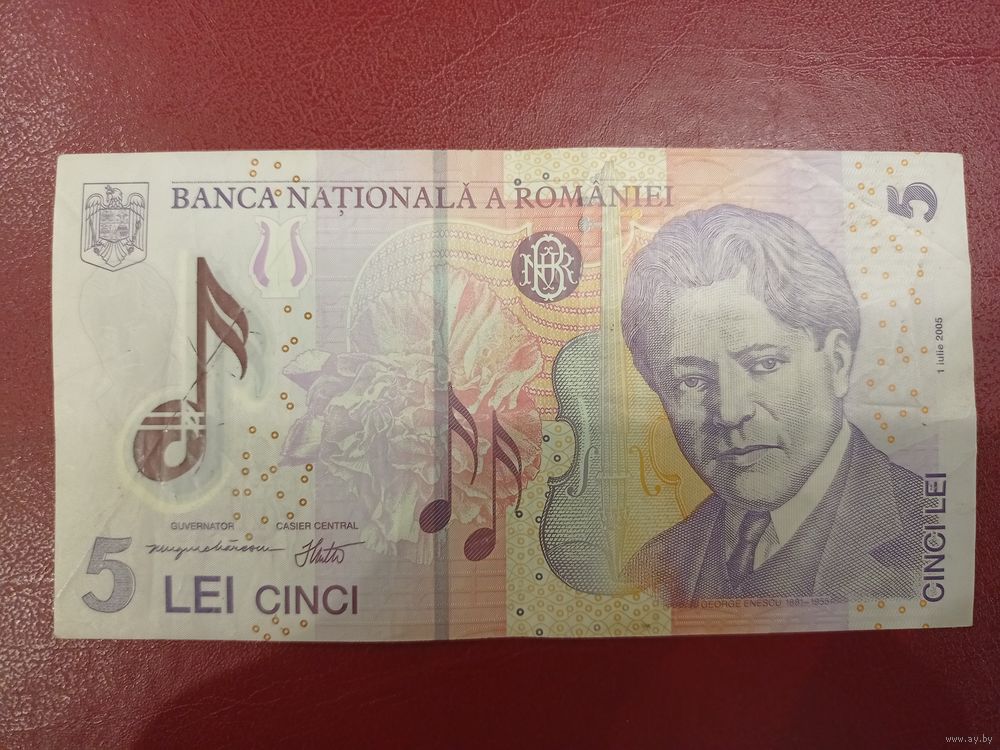 BANCA NAȚIONALĂ A ROMÂNIEI
5
BNR
1 iulie 2005
GUVERNATOR CASIER CENTRAL
5 LEI CINCI
CINCI LEI
GEORGE ENESCU 1881-1955
www.ay.by